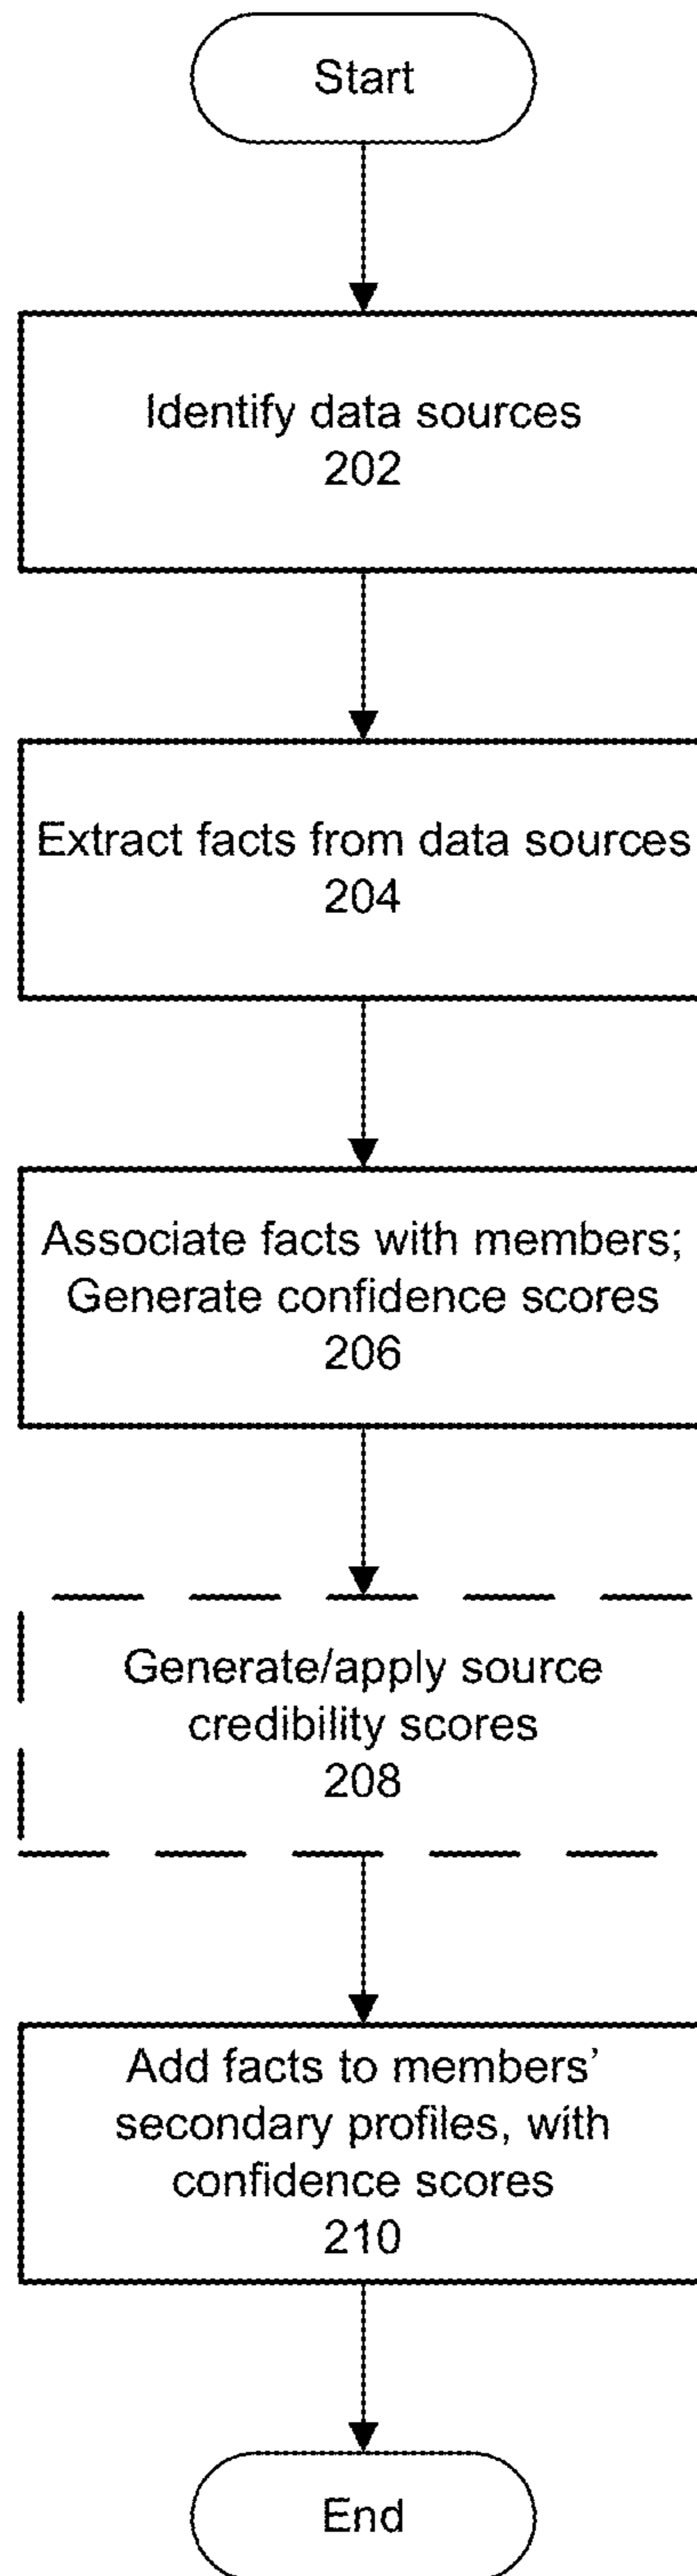 Start
Identify data sources
202
Extract facts from data sources
204
Associate facts with members;
Generate confidence scores
206
Generate/apply source
credibility scores
208
Add facts to members’
secondary profiles, with
confidence scores
210
End